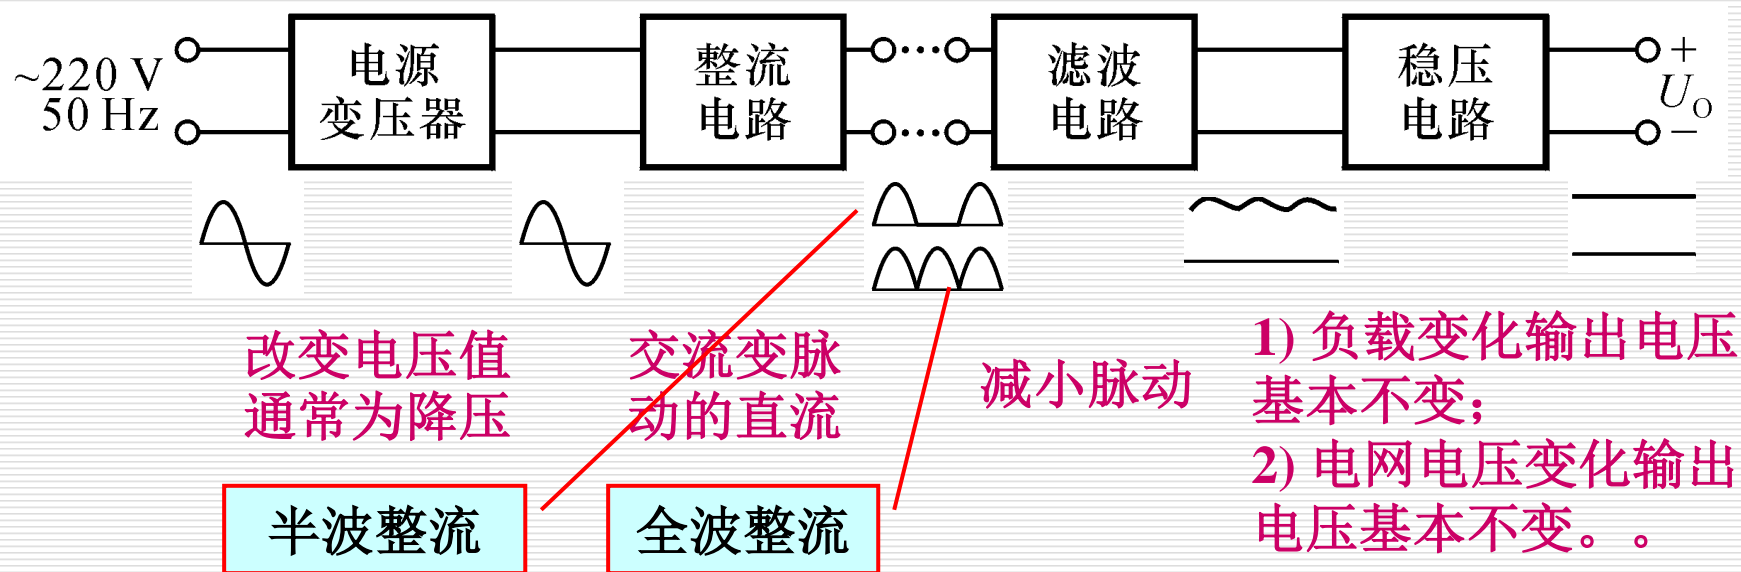 ~220 V
50 Hz
电源
变压器
整流
电路
滤波
电路
稳压
电路
+
U_O
−
改变电压值
通常为降压
交流变脉
动的直流
减小脉动
1) 负载变化输出电压
基本不变；
2) 电网电压变化输出
电压基本不变。。
半波整流
全波整流